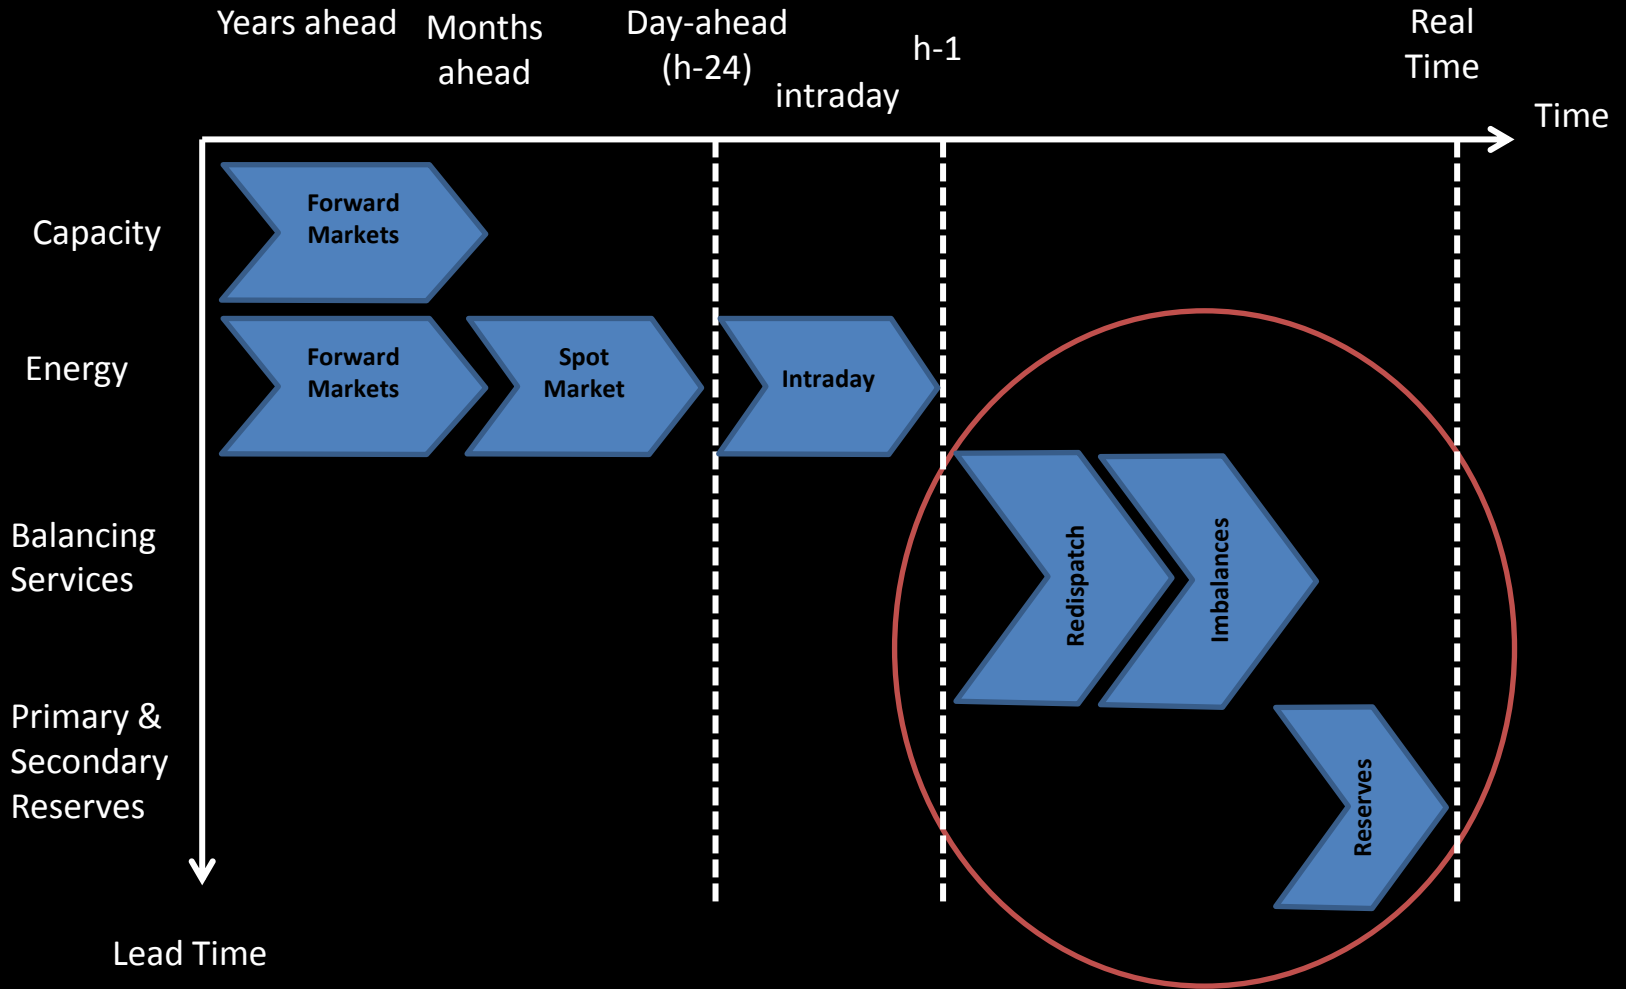 Years ahead
Months
ahead
Day-ahead
(h-24)
intraday
h-1
Real
Time
Time
Capacity
Forward
Markets
Energy
Forward
Markets
Spot
Market
Intraday
Balancing
Services
Redispatch
Imbalances
Primary &
Secondary
Reserves
Reserves
Lead Time